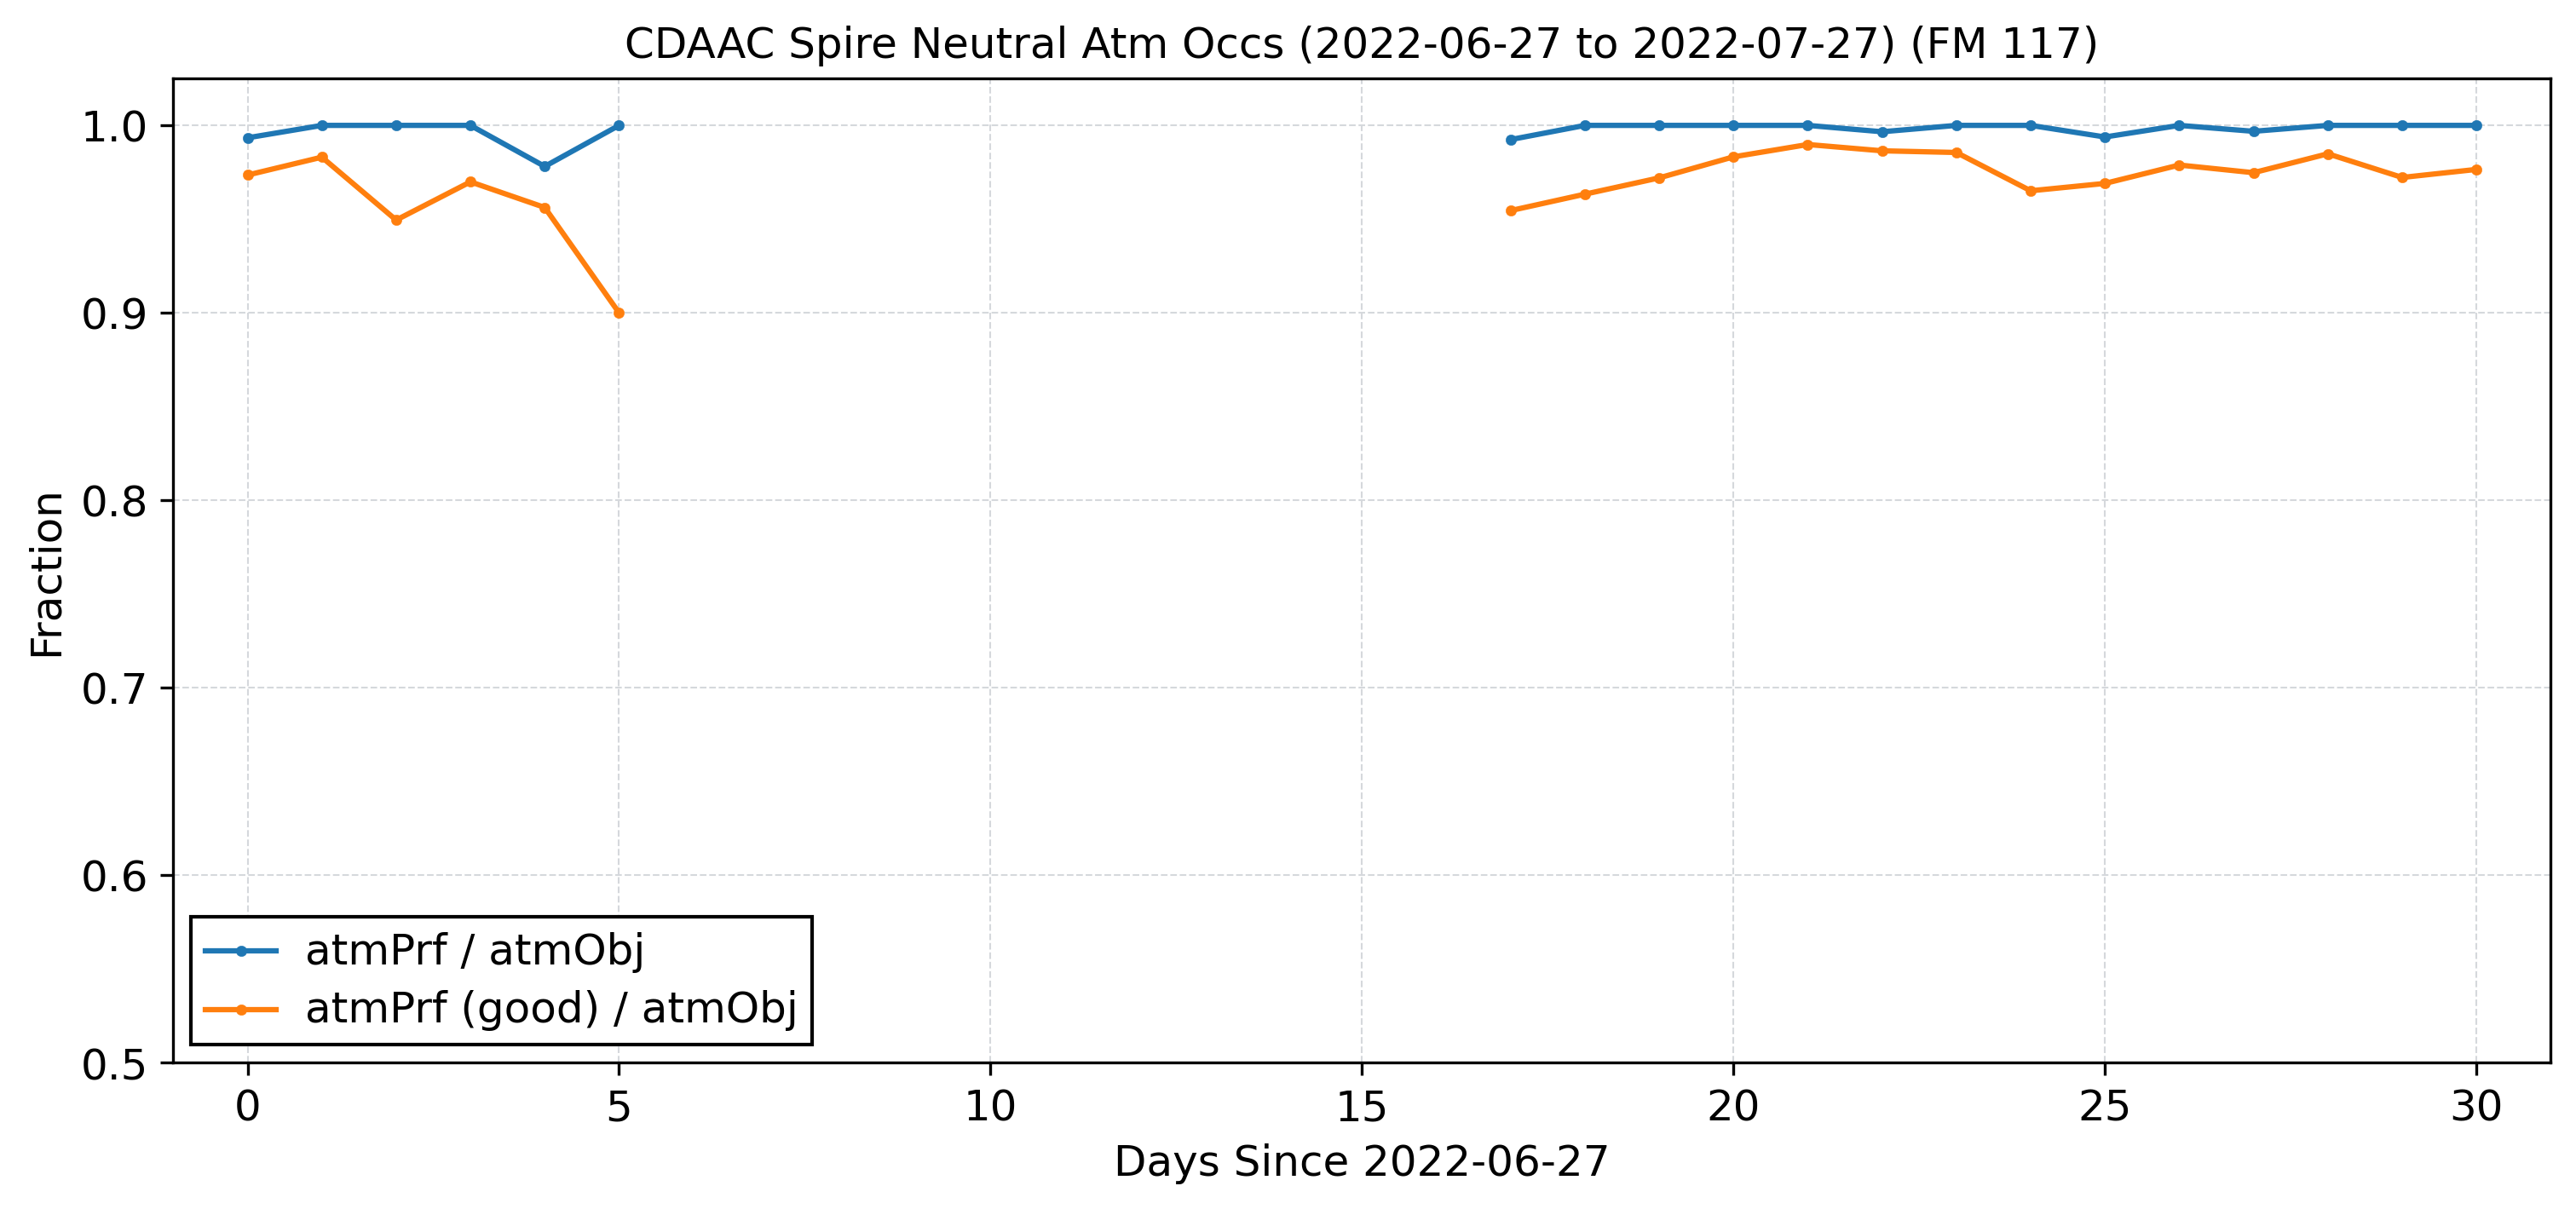 CDAAC Spire Neutral Atm Occs (2022-06-27 to 2022-07-27) (FM 117)
1.0
0.9
0.8
0.7
0.6
0.5
Fraction
atmPrf / atmObj
atmPrf (good) / atmObj
0 5 10 15 20 25 30
Days Since 2022-06-27